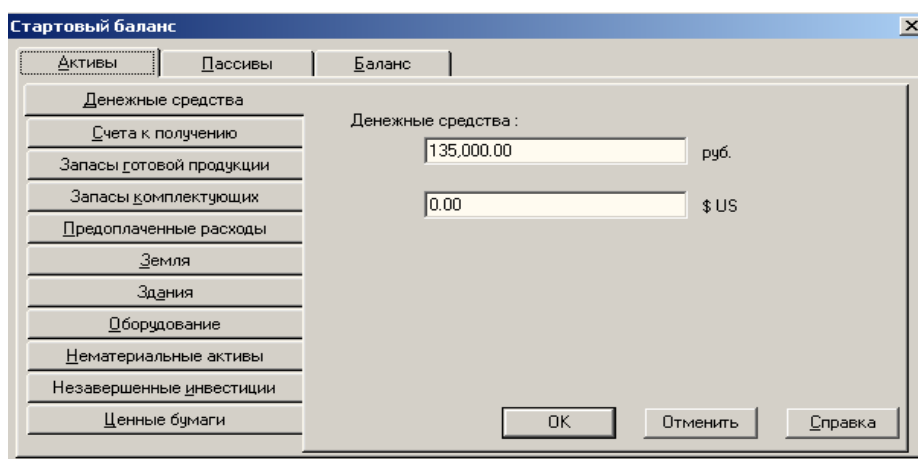 Стартовый баланс
Активы Пассивы Баланс
Денежные средства
Счета к получению
Запасы готовой продукции
Запасы комплектующих
Предоплаченные расходы
Земля
Здания
Оборудование
Нематериальные активы
Незавершенные инвестиции
Ценные бумаги
Денежные средства :
135,000.00 руб.
0.00 $ US
OK Отменить Справка